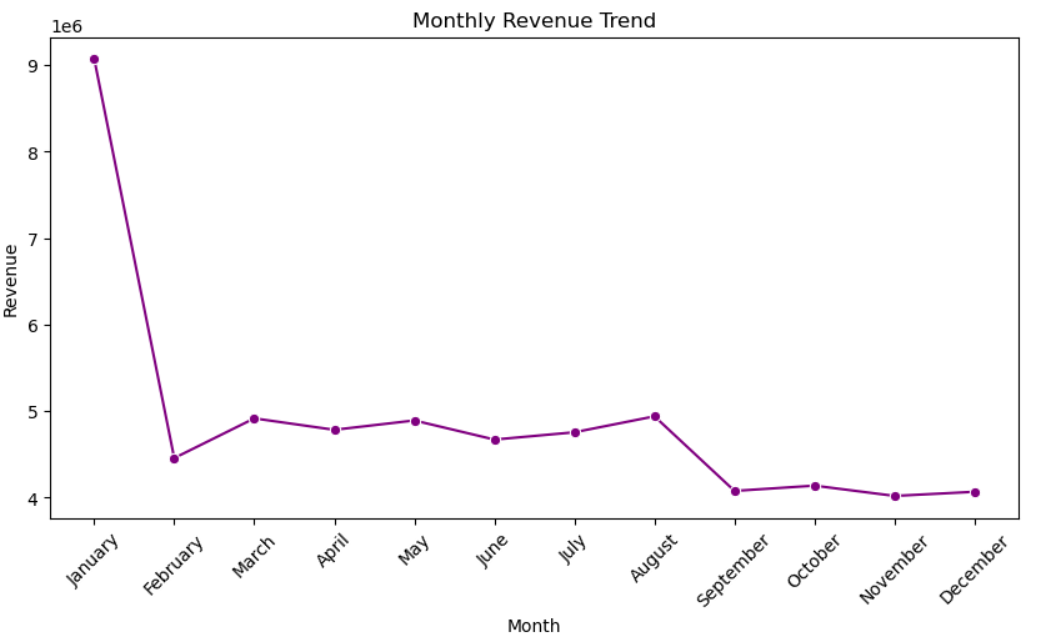 Monthly Revenue Trend
1e6
9
8
7
6
5
4
Revenue
January
February
March
April
May
June
July
August
September
October
November
December
Month